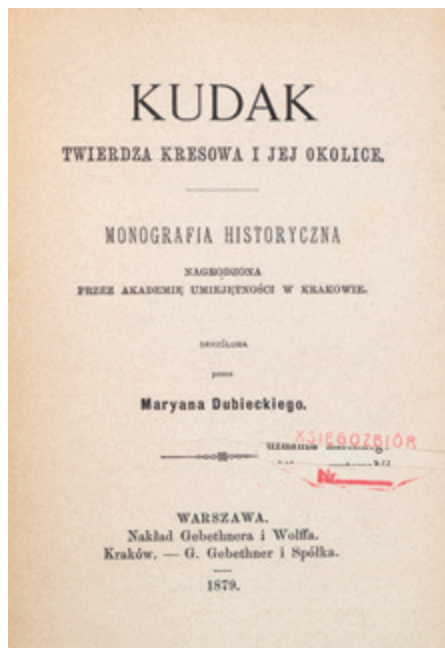 KUDAK
TWIERDZA KRESOWA I JEJ OKOLICE.
MONOGRAFIA HISTORYCZNA
NAGRODZONA
PRZEZ AKADEMIĘ UMIEJĘTNOŚCI W KRAKOWIE.
SKREŚLONA
przez
Maryana Dubieckiego.
KSIĘGOZBIÓR
Nr.
WARSZAWA.
Nakład Gebethnera i Wolffa.
Kraków. — G. Gebethner i Spółka.
1879.